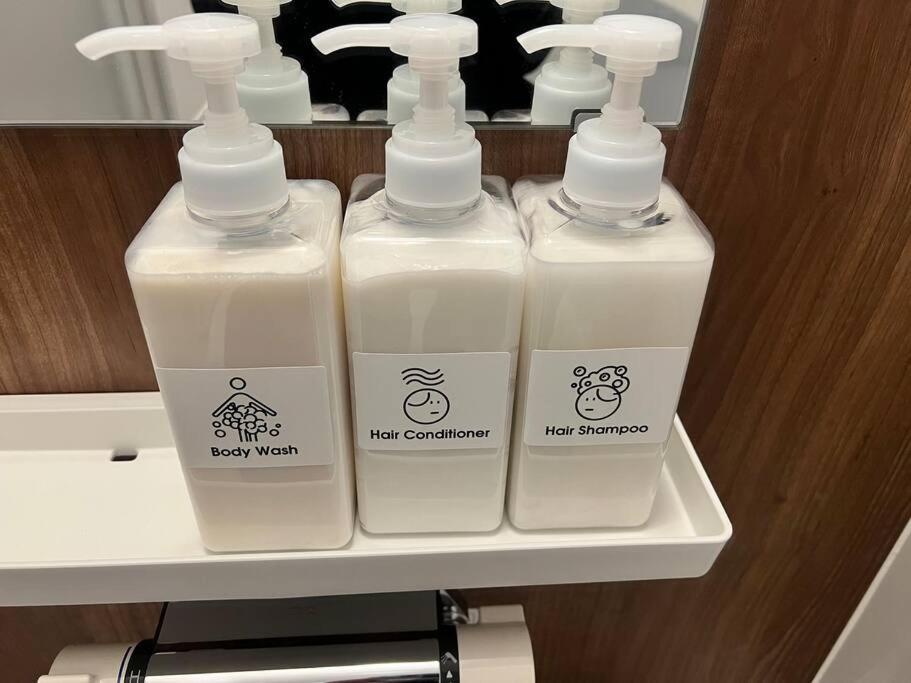 Body Wash
Hair Conditioner
Hair Shampoo
H